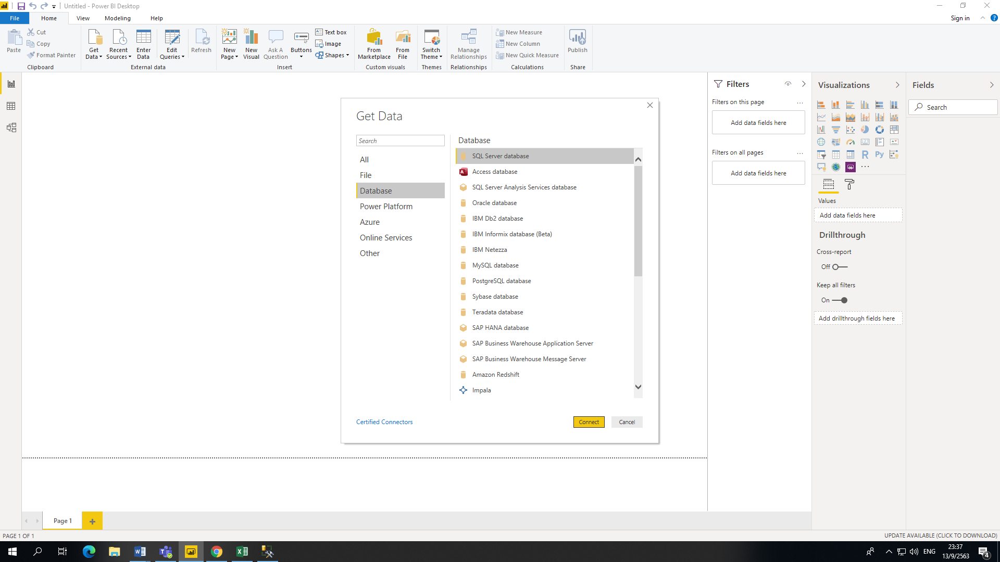 Untitled - Power BI Desktop
File
Home
View
Modeling
Help
Sign in
Paste
Cut
Copy
Format Painter
Clipboard
Get Data
Recent Sources
Enter Data
External data
Edit Queries
Refresh
New Page
New Visual
Ask A Question
Buttons
Text box
Image
Shapes
Insert
From Marketplace
From File
Custom visuals
Switch Theme
Themes
Manage Relationships
Relationships
New Measure
New Column
New Quick Measure
Calculations
Publish
Share
Get Data
Search
All
File
Database
Power Platform
Azure
Online Services
Other
Database
SQL Server database
Access database
SQL Server Analysis Services database
Oracle database
IBM Db2 database
IBM Informix database (Beta)
IBM Netezza
MySQL database
PostgreSQL database
Sybase database
Teradata database
SAP HANA database
SAP Business Warehouse Application Server
SAP Business Warehouse Message Server
Amazon Redshift
Impala
Certified Connectors
Connect
Cancel
Filters
Filters on this page
...
Add data fields here
Filters on all pages
...
Add data fields here
Visualizations
R
Py
...
Values
Add data fields here
Drillthrough
Cross-report
Off
Keep all filters
On
Add drillthrough fields here
Fields
Search
Page 1
PAGE 1 OF 1
UPDATE AVAILABLE (CLICK TO DOWNLOAD)
ENG
23:37
13/9/2563
4